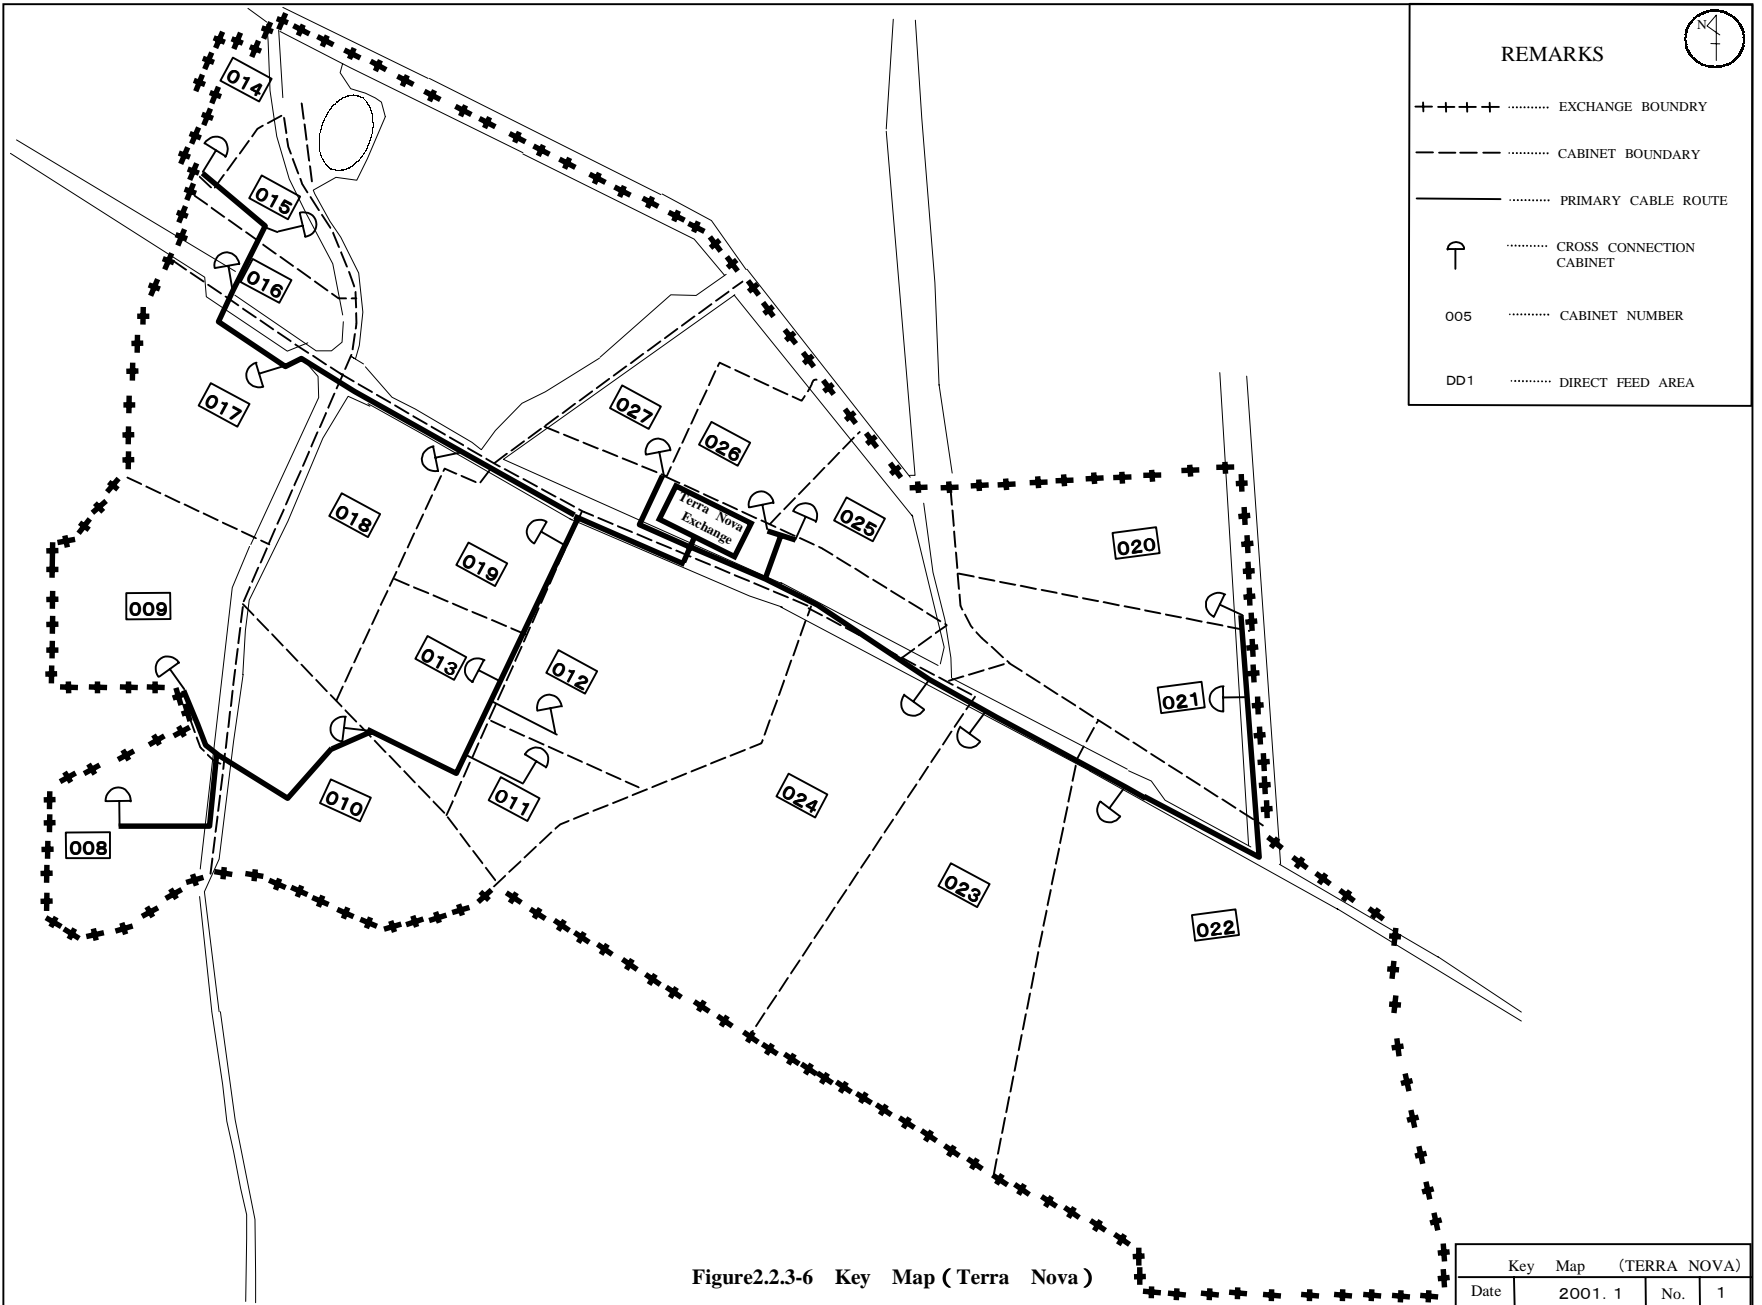 N
REMARKS
EXCHANGE BOUNDRY
CABINET BOUNDARY
PRIMARY CABLE ROUTE
CROSS CONNECTION
CABINET
005 CABINET NUMBER
DD1 DIRECT FEED AREA
014
015
016
017
027
026
025
018
019
Terra Nova
Exchange
020
009
013
012
021
010
011
024
008
023
022
Figure2.2.3-6 Key Map (Terra Nova)
Key Map (TERRA NOVA)
Date 2001. 1 No. 1